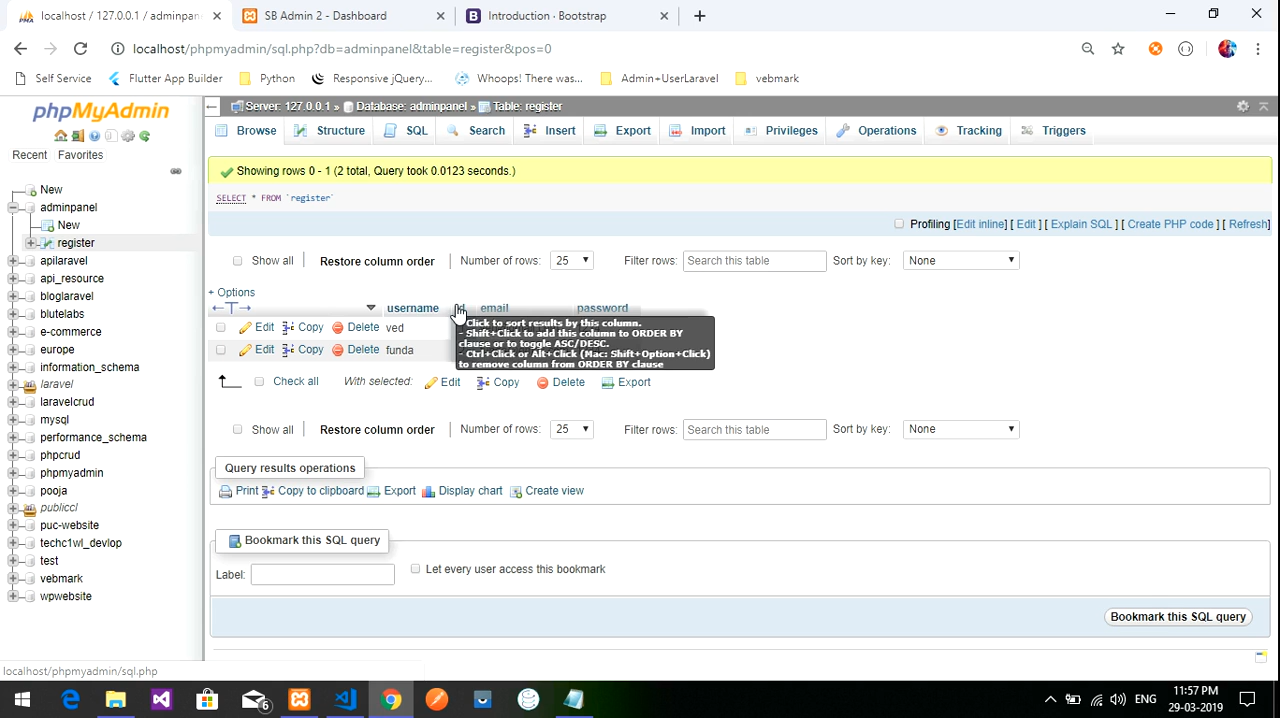 localhost / 127.0.0.1 / adminpane
SB Admin 2 - Dashboard
Introduction · Bootstrap
localhost/phpmyadmin/sql.php?db=adminpanel&table=register&pos=0
Self Service
Flutter App Builder
Python
Responsive jQuery...
Whoops! There was...
Admin+UserLaravel
vebmark
phpMyAdmin
Recent Favorites
New
adminpanel
New
register
apilaravel
api_resource
bloglaravel
blutelabs
e-commerce
europe
information_schema
laravel
laravelcrud
mysql
performance_schema
phpcrud
phpmyadmin
pooja
publiccl
puc-website
techc1wl_devlop
test
vebmark
wpwebsite
Server: 127.0.0.1 » Database: adminpanel » Table: register
Browse Structure SQL Search Insert Export Import Privileges Operations Tracking Triggers
Showing rows 0 - 1 (2 total, Query took 0.0123 seconds.)
SELECT * FROM `register`
Profiling [Edit inline] [ Edit ] [ Explain SQL ] [ Create PHP code ] [ Refresh]
Show all Restore column order Number of rows: 25 Filter rows: Search this table Sort by key: None
+ Options
←T→ username id email password
Edit Copy Delete ved
Edit Copy Delete funda
- Click to sort results by this column.
- Shift+Click to add this column to ORDER BY
clause or to toggle ASC/DESC.
- Ctrl+Click or Alt+Click (Mac: Shift+Option+Click)
to remove column from ORDER BY clause
Check all With selected: Edit Copy Delete Export
Show all Restore column order Number of rows: 25 Filter rows: Search this table Sort by key: None
Query results operations
Print Copy to clipboard Export Display chart Create view
Bookmark this SQL query
Label: Let every user access this bookmark
Bookmark this SQL query
localhost/phpmyadmin/sql.php
6
ENG
11:57 PM
29-03-2019